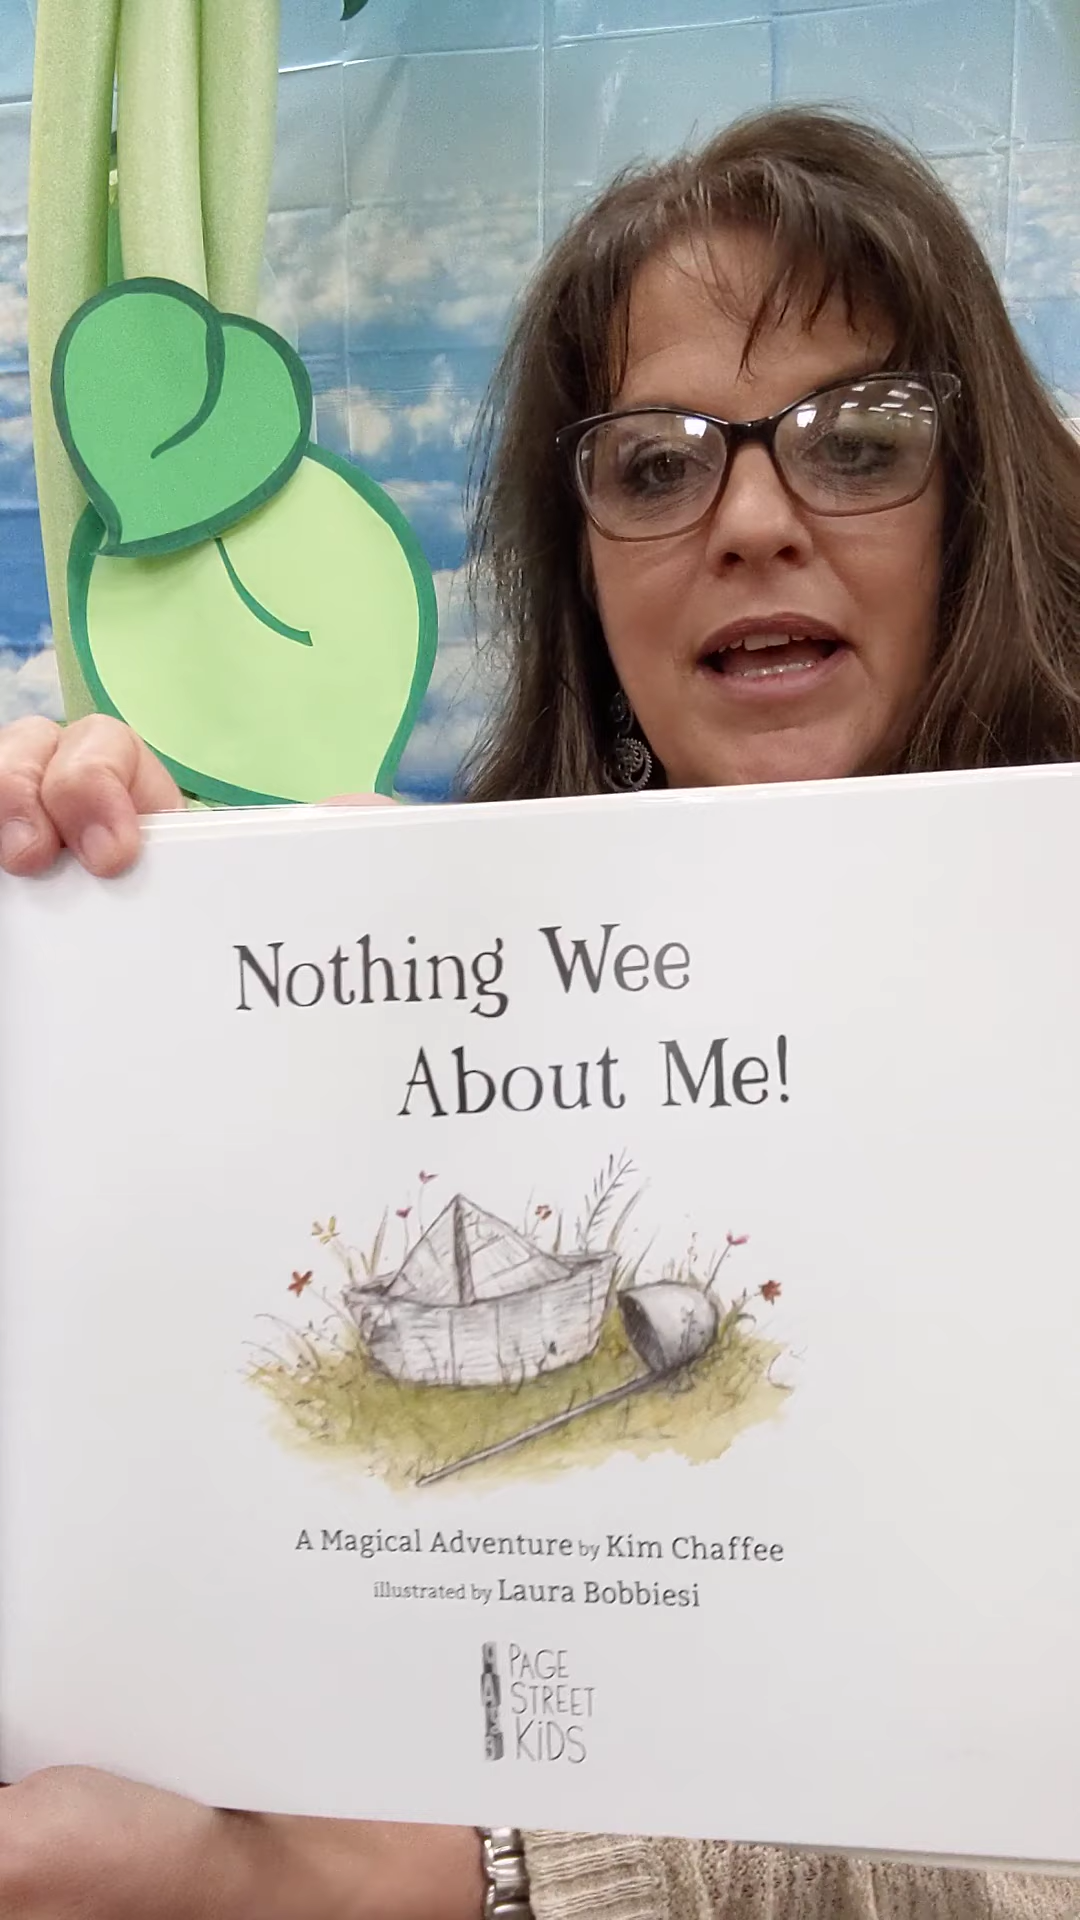 Nothing Wee
About Me!
A Magical Adventure by Kim Chaffee
illustrated by Laura Bobbiesi
PAGE
STREET
KiDS